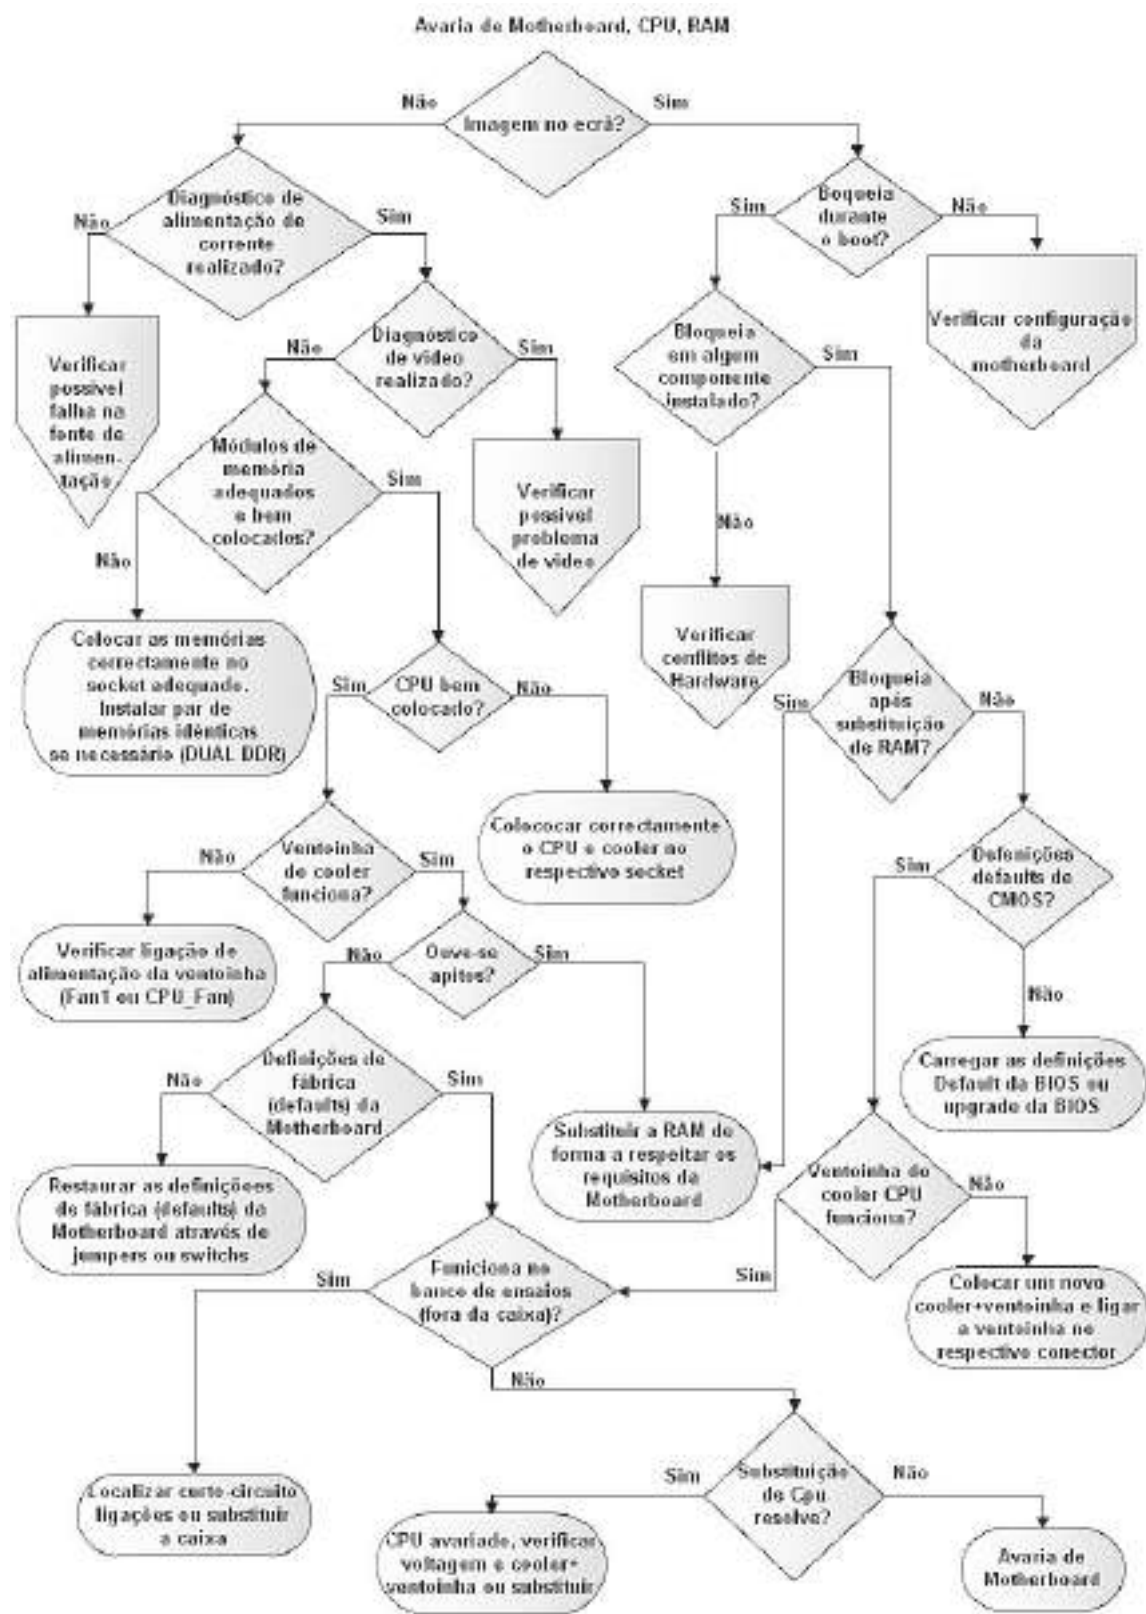 Avaria de Motherboard, CPU, RAM
Não
Sim
Imagem no ecrã?
Diagnóstico de
alimentação de
corrente
realizado?
Não
Sim
Boqueia
durante
o boot?
Sim
Não
Verificar
possivel
falha na
fonte de
alimen-
tação
Diagnóstico
de video
realizado?
Não
Sim
Bloqueia
em algum
componente
instalado?
Sim
Verificar configuração
da
motherboard
Módulos de
memória
adequados
e bem
colocados?
Sim
Não
Verificar
possivel
problema
de video
Não
Colocar as memórias
correctamente no
socket adequado.
Instalar par de
memórias idênticas
se necessário (DUAL DDR)
Sim
CPU bem
colocado?
Não
Verificar
conflitos de
Hardware
Sim
Bloqueia
após
substituição
de RAM?
Não
Não
Ventoinha
do cooler
funciona?
Sim
Colococar correctamente
o CPU e cooler no
respectivo socket
Sim
Defenições
defaults de
CMOS?
Não
Verificar ligação de
alimentação da ventoinha
(Fan1 ou CPU_Fan)
Não
Ouve-se
apitos?
Sim
Não
Definições de
fábrica
(defaults) da
Motherboard
Sim
Carregar as definições
Default da BIOS ou
upgrade da BIOS
Restaurar as definições
de fábrica (defaults) da
Motherboard através de
jumpers ou switchs
Substituir a RAM de
forma a respeitar os
requisitos da
Motherboard
Ventoinha do
cooler CPU
funciona?
Não
Sim
Funiciona no
banco de ensaios
(fora da caixa)?
Sim
Colocar um novo
cooler+ventoinha e ligar
a ventoinha no
respectivo conector
Não
Localizar curto-circuito
ligações ou substituir
a caixa
Sim
Substituição
de Cpu
resolve?
Não
CPU avariado, verificar
voltagem e cooler+
ventoinha ou substituir
Avaria de
Motherboard